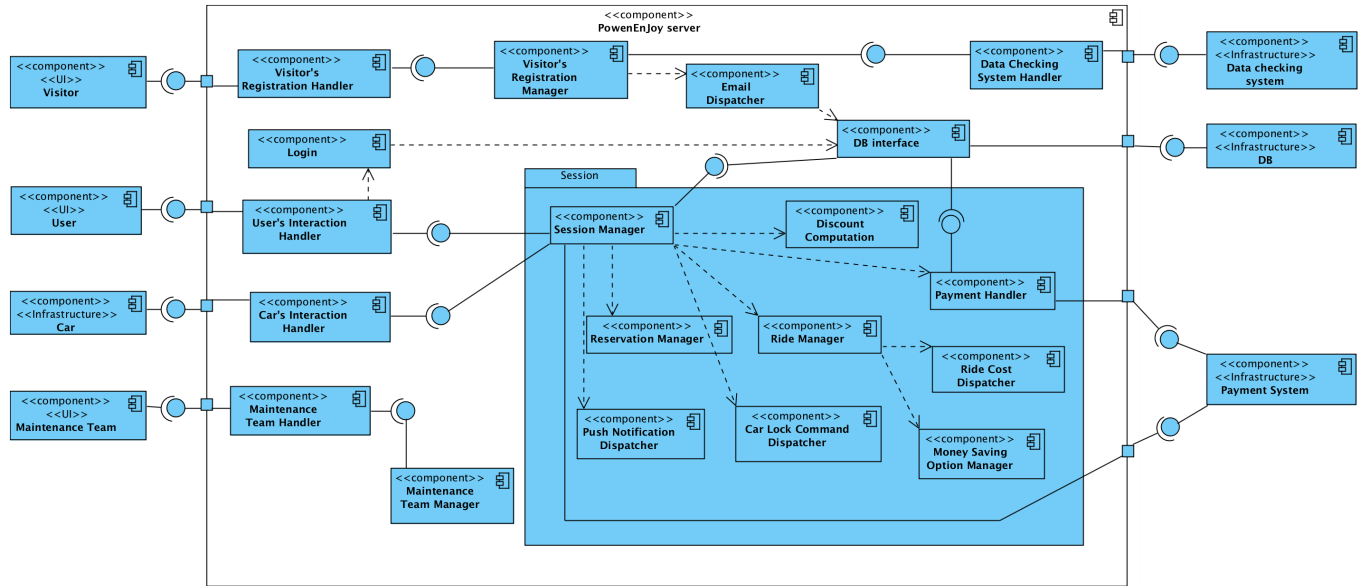 <<component>>
PowenEnJoy server
<<component>>
<<UI>>
Visitor
<<component>>
Visitor's
Registration Handler
<<component>>
Visitor's
Registration
Manager
<<component>>
Email
Dispatcher
<<component>>
Data Checking
System Handler
<<component>>
<<Infrastructure>>
Data checking
system
<<component>>
Login
<<component>>
DB interface
<<component>>
<<Infrastructure>>
DB
Session
<<component>>
<<UI>>
User
<<component>>
User's Interaction
Handler
<<component>>
Session Manager
<<component>>
Discount
Computation
<<component>>
Payment Handler
<<component>>
<<Infrastructure>>
Car
<<component>>
Car's Interaction
Handler
<<component>>
Reservation Manager
<<component>>
Ride Manager
<<component>>
Ride Cost
Dispatcher
<<component>>
<<Infrastructure>>
Payment System
<<component>>
<<UI>>
Maintenance Team
<<component>>
Maintenance
Team Handler
<<component>>
Push Notification
Dispatcher
<<component>>
Car Lock Command
Dispatcher
<<component>>
Money Saving
Option Manager
<<component>>
Maintenance
Team Manager